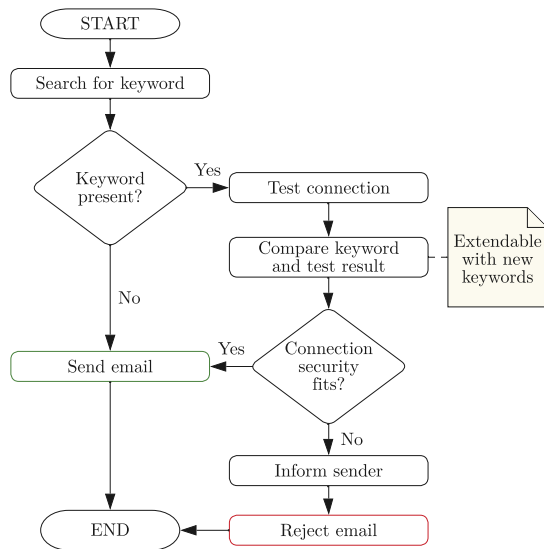 START
Search for keyword
Keyword
present?
Yes
Test connection
Compare keyword
and test result
Extendable
with new
keywords
No
Send email
Yes
Connection
security
fits?
No
Inform sender
END
Reject email